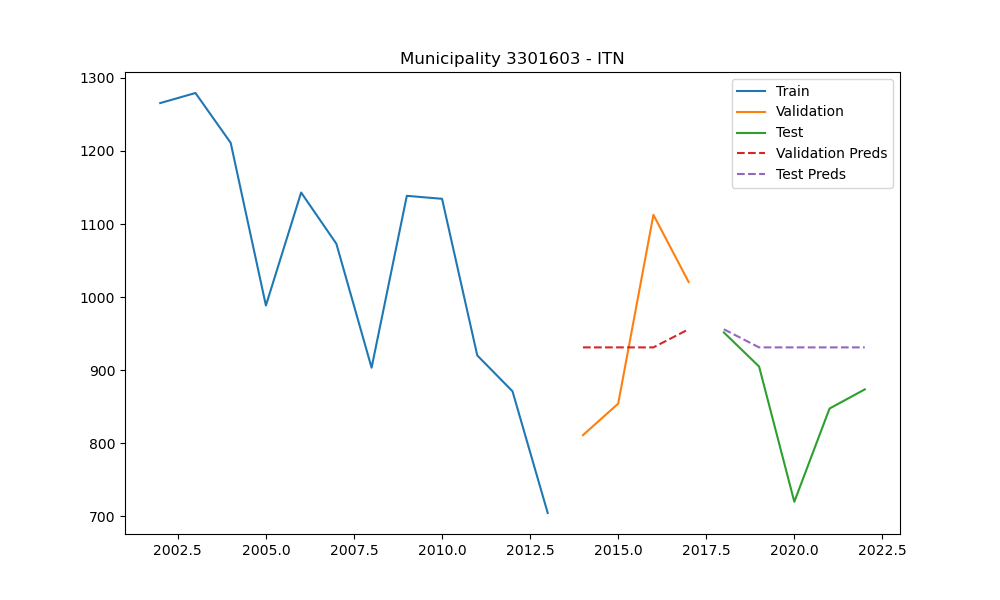 Municipality 3301603 - ITN
1300
1200
1100
1000
900
800
700
Train
Validation
Test
Validation Preds
Test Preds
2002.5 2005.0 2007.5 2010.0 2012.5 2015.0 2017.5 2020.0 2022.5